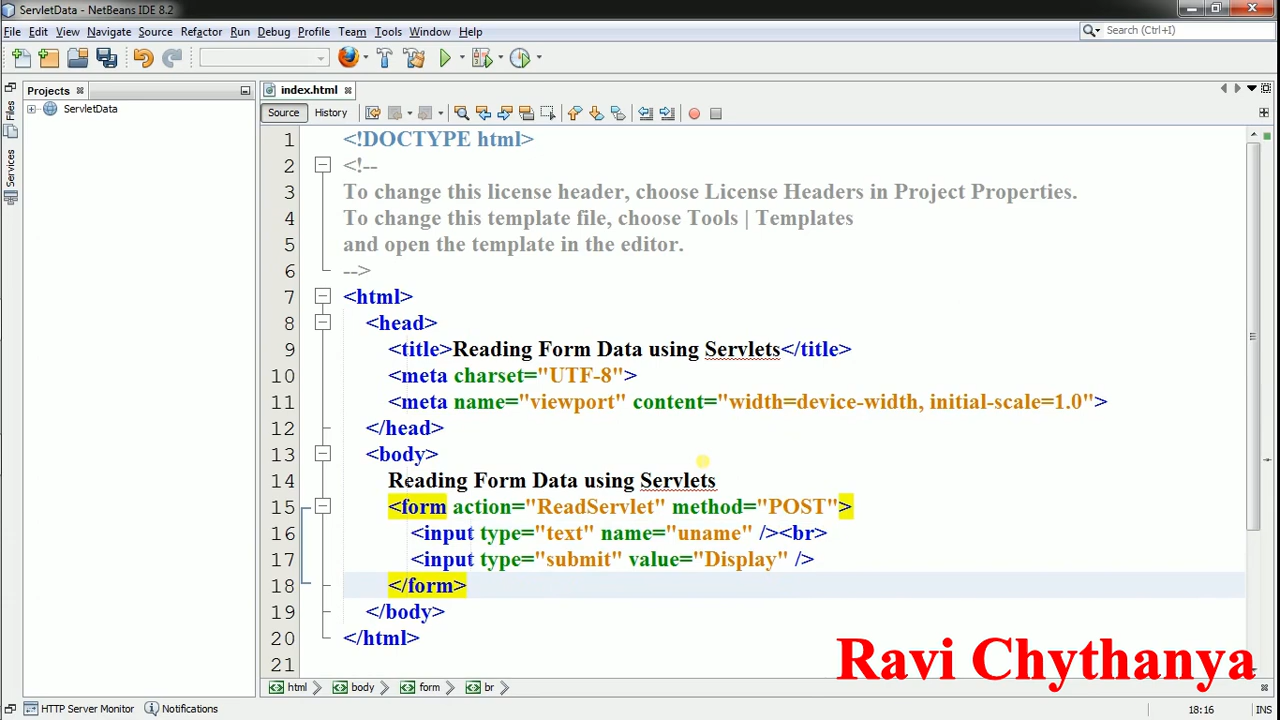 ServletData - NetBeans IDE 8.2
File Edit View Navigate Source Refactor Run Debug Profile Team Tools Window Help
Search (Ctrl+I)
Files
Services
Projects
ServletData
index.html
Source History
1 <!DOCTYPE html>
2 <!--
3 To change this license header, choose License Headers in Project Properties.
4 To change this template file, choose Tools | Templates
5 and open the template in the editor.
6 -->
7 <html>
8 <head>
9 <title>Reading Form Data using Servlets</title>
10 <meta charset="UTF-8">
11 <meta name="viewport" content="width=device-width, initial-scale=1.0">
12 </head>
13 <body>
14 Reading Form Data using Servlets
15 <form action="ReadServlet" method="POST">
16 <input type="text" name="uname" /><br>
17 <input type="submit" value="Display" />
18 </form>
19 </body>
20 </html>
21
Ravi Chythanya
html body form br
HTTP Server Monitor Notifications
18:16 INS